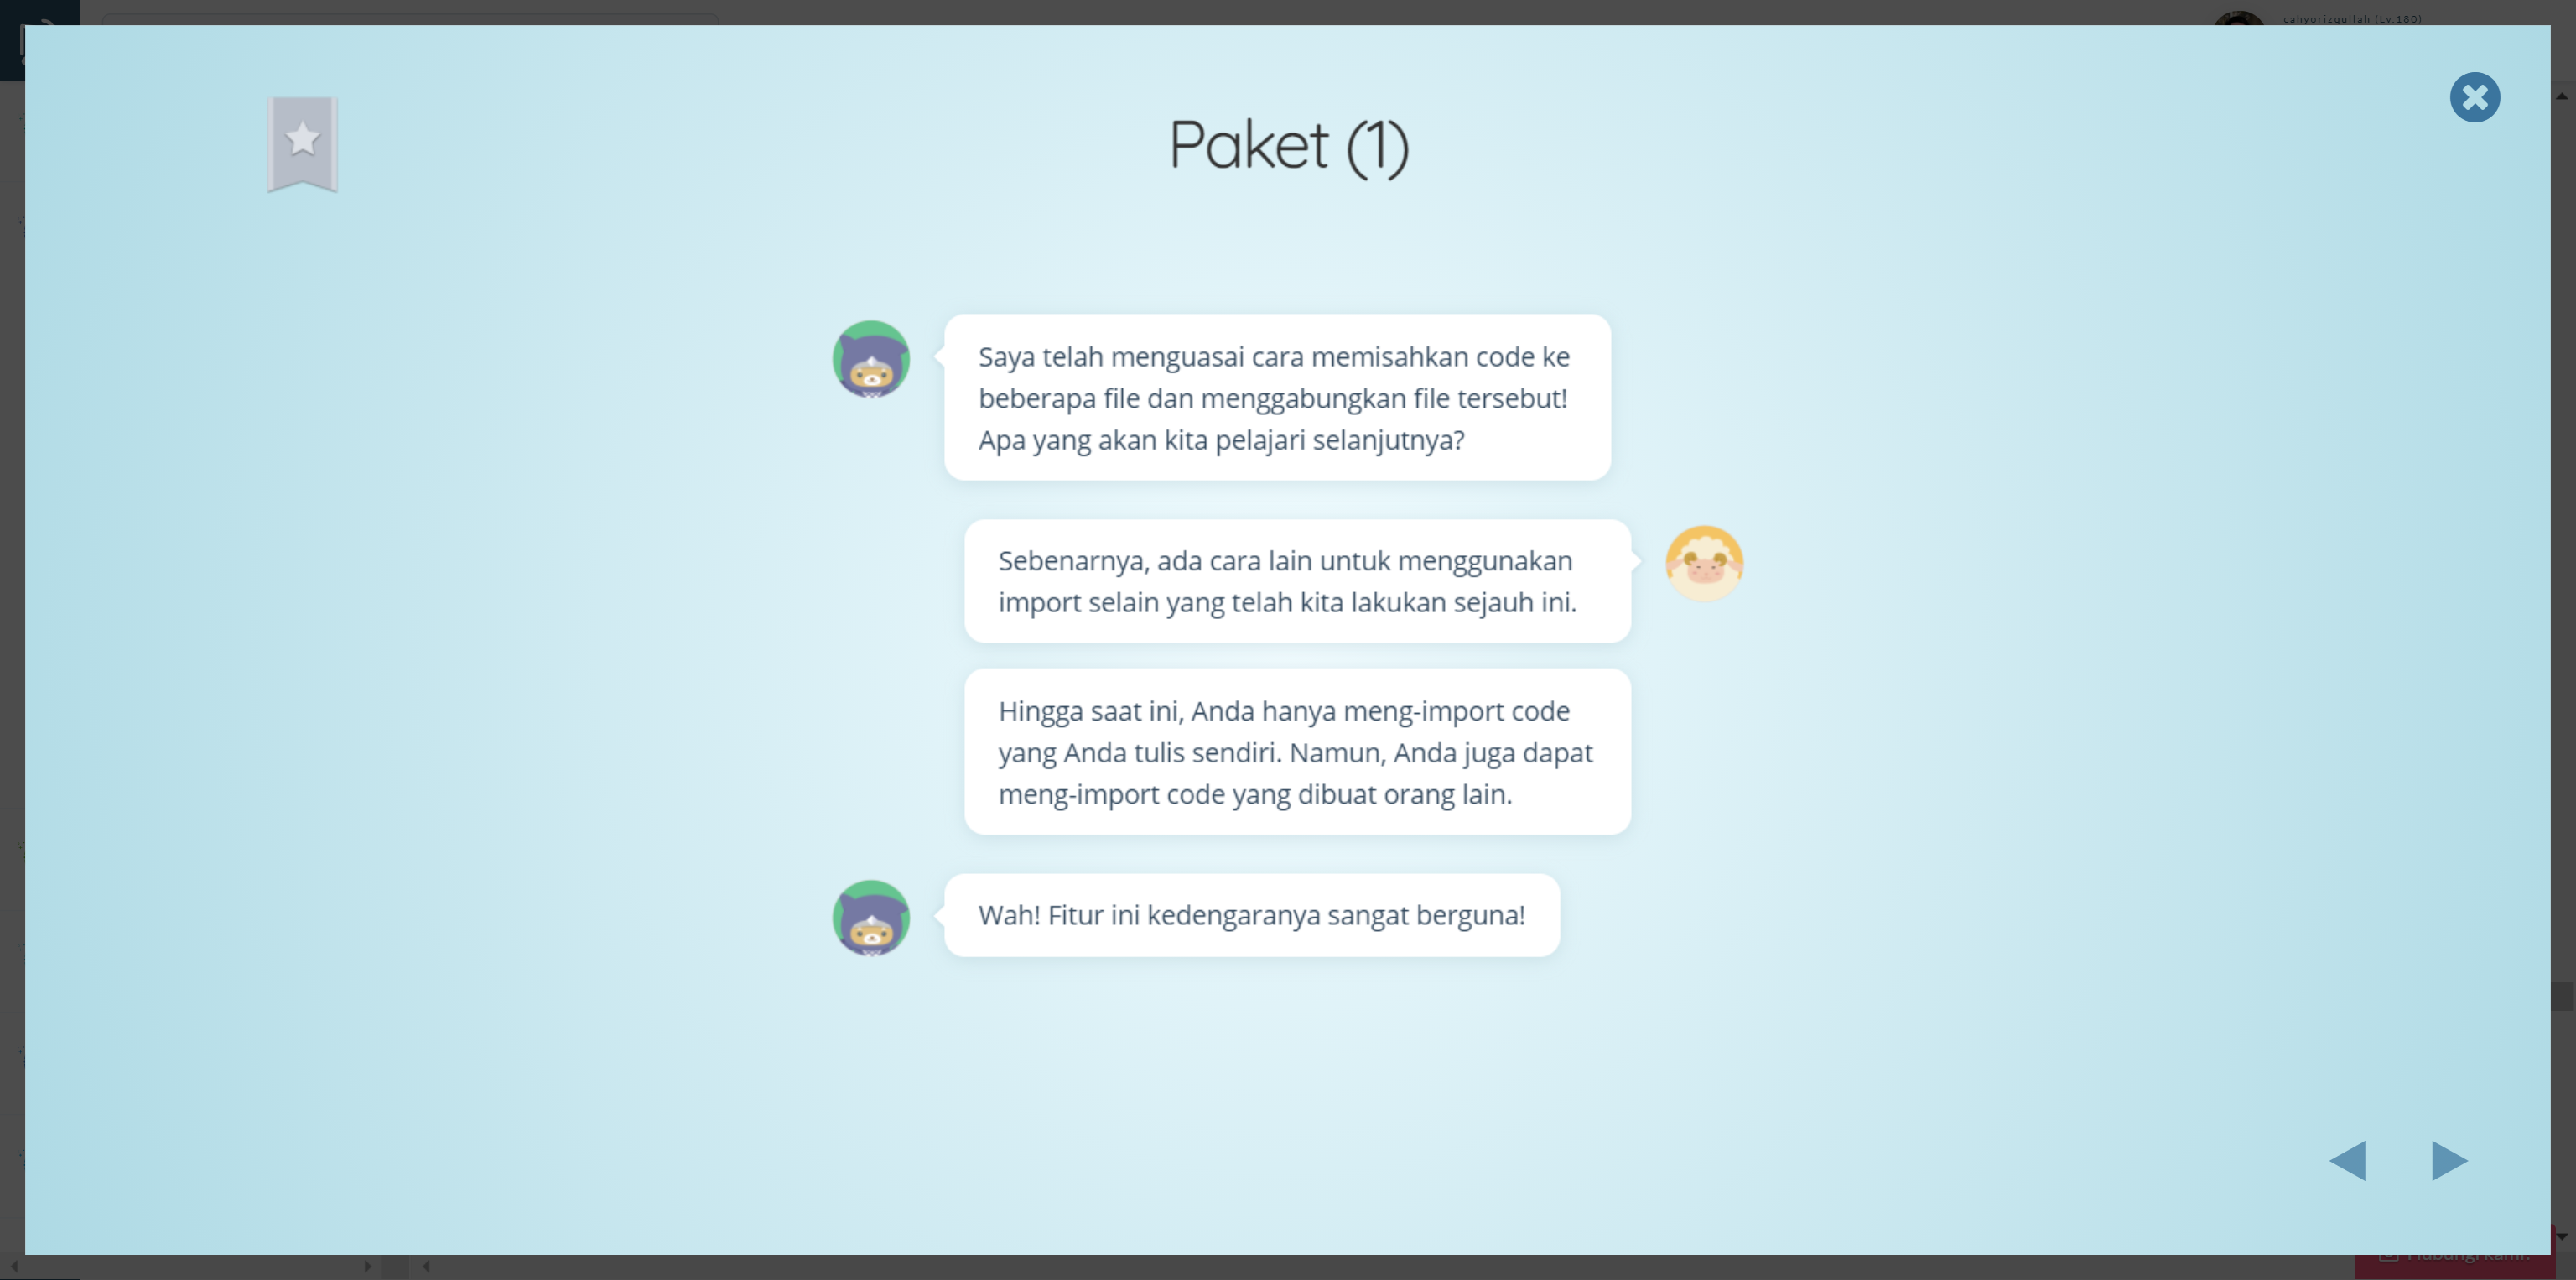 cahyorizqullah (Lv.180)
Paket (1)
Saya telah menguasai cara memisahkan code ke
beberapa file dan menggabungkan file tersebut!
Apa yang akan kita pelajari selanjutnya?
Sebenarnya, ada cara lain untuk menggunakan
import selain yang telah kita lakukan sejauh ini.
Hingga saat ini, Anda hanya meng-import code
yang Anda tulis sendiri. Namun, Anda juga dapat
meng-import code yang dibuat orang lain.
Wah! Fitur ini kedengaranya sangat berguna!